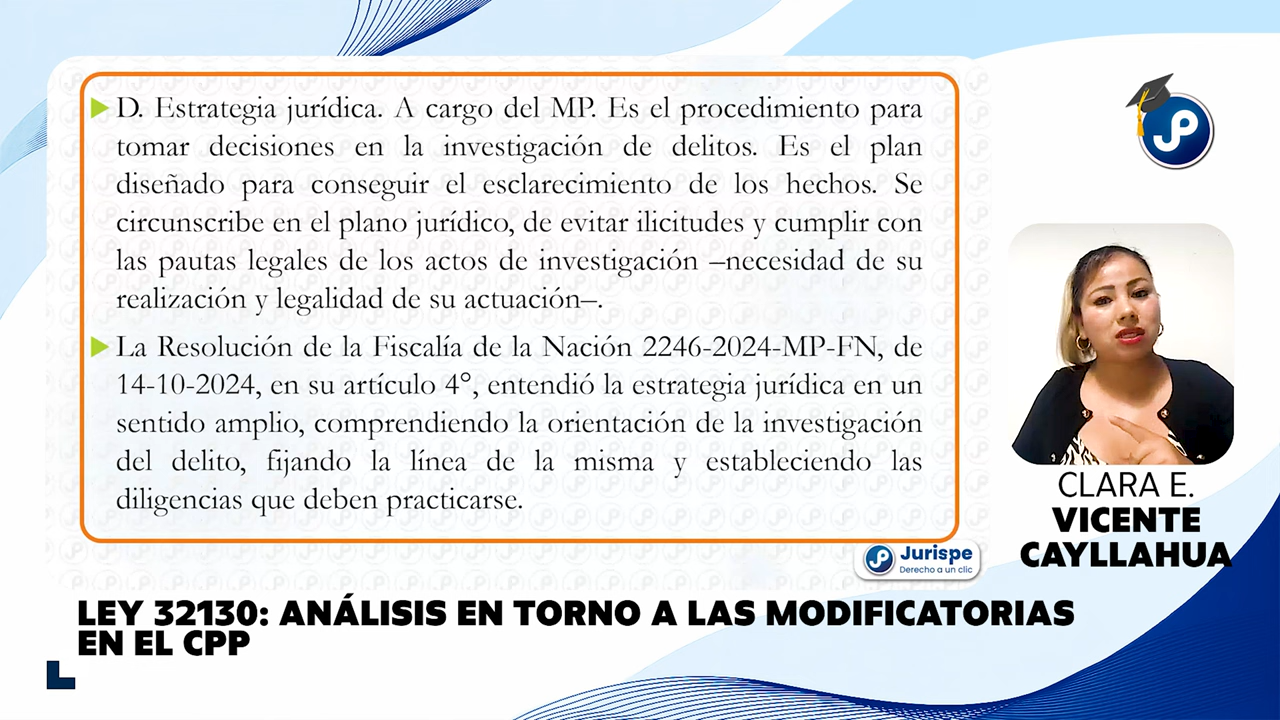 D. Estrategia jurídica. A cargo del MP. Es el procedimiento para
tomar decisiones en la investigación de delitos. Es el plan
diseñado para conseguir el esclarecimiento de los hechos. Se
circunscribe en el plano jurídico, de evitar ilicitudes y cumplir con
las pautas legales de los actos de investigación –necesidad de su
realización y legalidad de su actuación–.
La Resolución de la Fiscalía de la Nación 2246-2024-MP-FN, de
14-10-2024, en su artículo 4°, entendió la estrategia jurídica en un
sentido amplio, comprendiendo la orientación de la investigación
del delito, fijando la línea de la misma y estableciendo las
diligencias que deben practicarse.
JP
CLARA E.
VICENTE
CAYLLAHUA
JP
Jurispe
Derecho a un clic
LEY 32130: ANÁLISIS EN TORNO A LAS MODIFICATORIAS
EN EL CPP